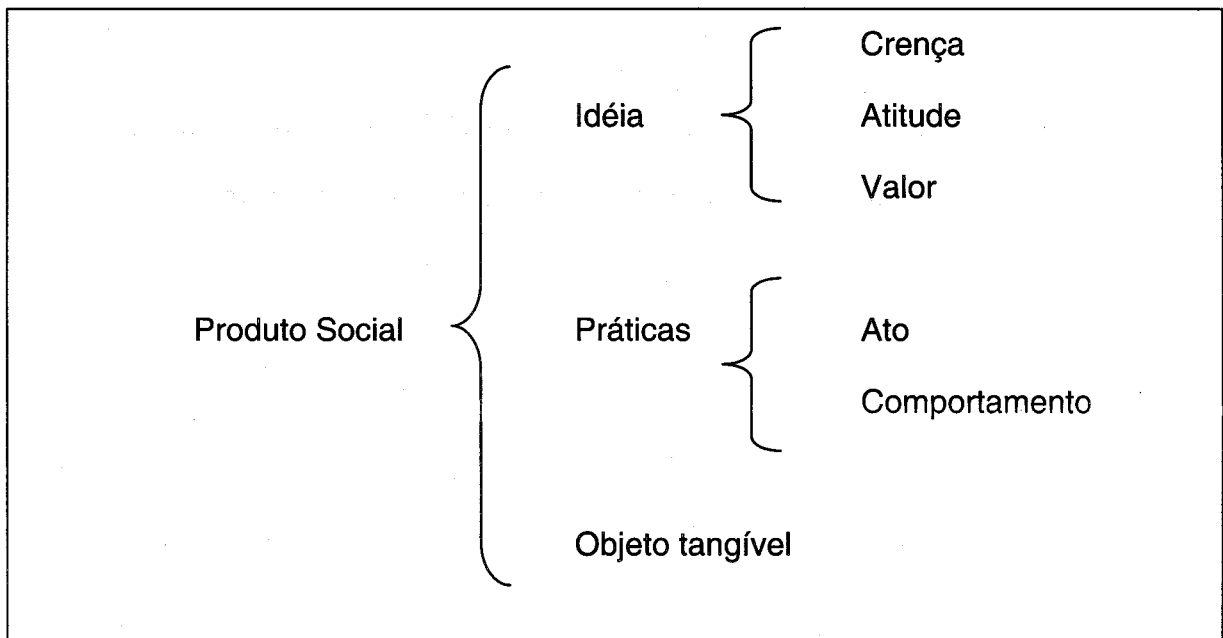 Crença
Idéia
Atitude
Valor
Produto Social
Práticas
Ato
Comportamento
Objeto tangível